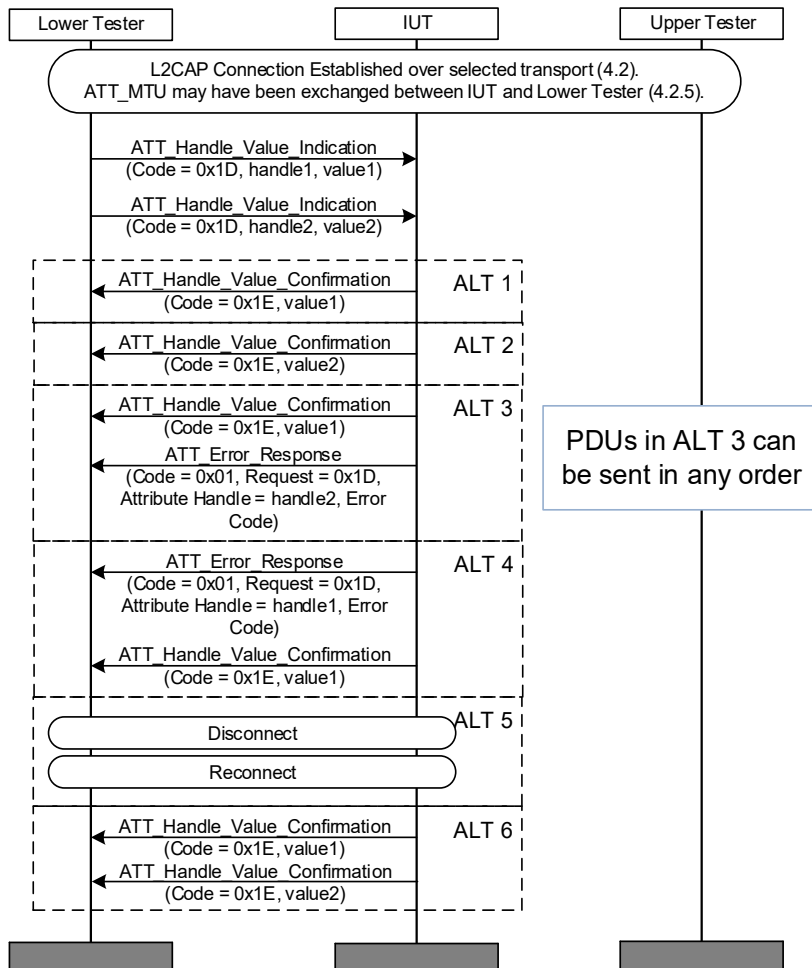 Lower Tester
IUT
Upper Tester
L2CAP Connection Established over selected transport (4.2).
ATT_MTU may have been exchanged between IUT and Lower Tester (4.2.5).
ATT_Handle_Value_Indication
(Code = 0x1D, handle1, value1)
ATT_Handle_Value_Indication
(Code = 0x1D, handle2, value2)
ALT 1
ATT_Handle_Value_Confirmation
(Code = 0x1E, value1)
ALT 2
ATT_Handle_Value_Confirmation
(Code = 0x1E, value2)
ALT 3
ATT_Handle_Value_Confirmation
(Code = 0x1E, value1)
ATT_Error_Response
(Code = 0x01, Request = 0x1D,
Attribute Handle = handle2, Error
Code)
PDUs in ALT 3 can
be sent in any order
ALT 4
ATT_Error_Response
(Code = 0x01, Request = 0x1D,
Attribute Handle = handle1, Error
Code)
ATT_Handle_Value_Confirmation
(Code = 0x1E, value1)
ALT 5
Disconnect
Reconnect
ALT 6
ATT_Handle_Value_Confirmation
(Code = 0x1E, value1)
ATT_Handle_Value_Confirmation
(Code = 0x1E, value2)